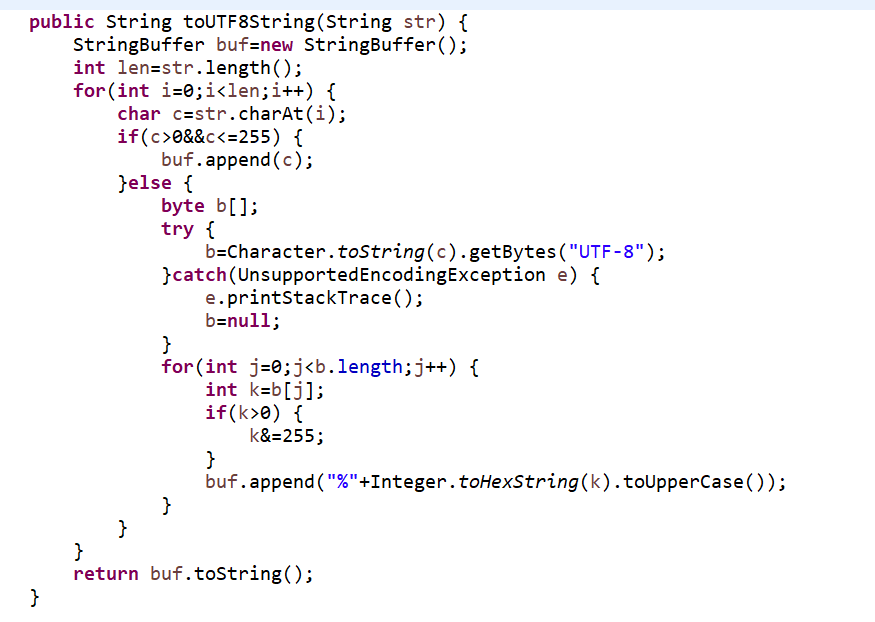 public String toUTF8String(String str) {
    StringBuffer buf=new StringBuffer();
    int len=str.length();
    for(int i=0;i<len;i++) {
        char c=str.charAt(i);
        if(c>0&&c<=255) {
            buf.append(c);
        }else {
            byte b[];
            try {
                b=Character.toString(c).getBytes("UTF-8");
            }catch(UnsupportedEncodingException e) {
                e.printStackTrace();
                b=null;
            }
            for(int j=0;j<b.length;j++) {
                int k=b[j];
                if(k>0) {
                    k&=255;
                }
                buf.append("%"+Integer.toHexString(k).toUpperCase());
            }
        }
    }
    return buf.toString();
}